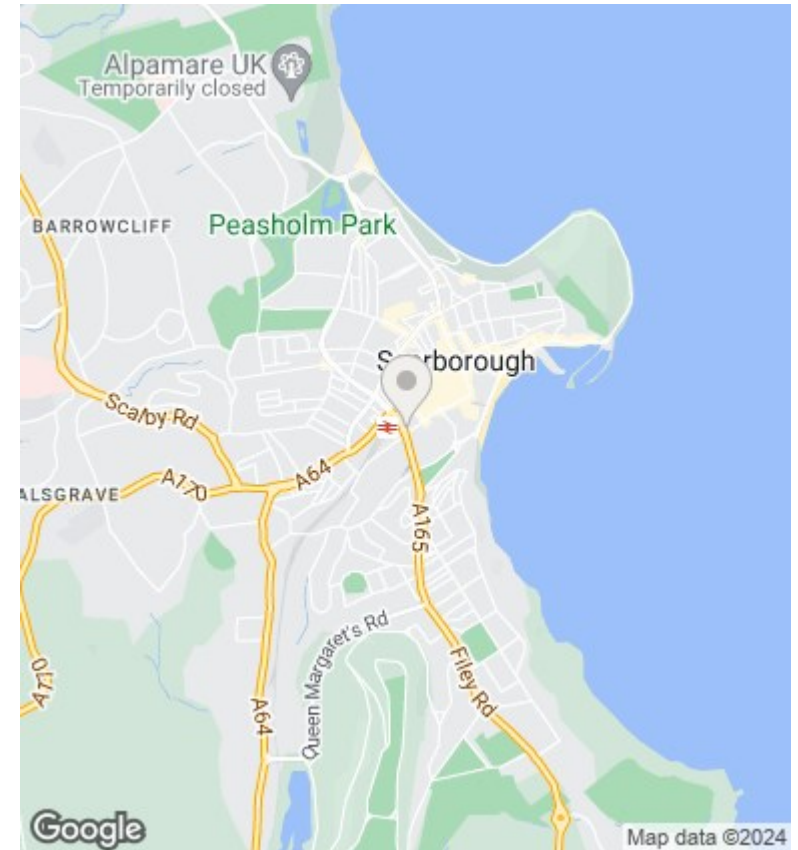 Alpamare UK
Temporarily closed
BARROWCLIFF
Peasholm Park
Scarborough
Scalby Rd
A64
A170
ALSGRAVE
A165
Queen Margaret's Rd
Filey Rd
A170
A64
Google
Map data ©2024